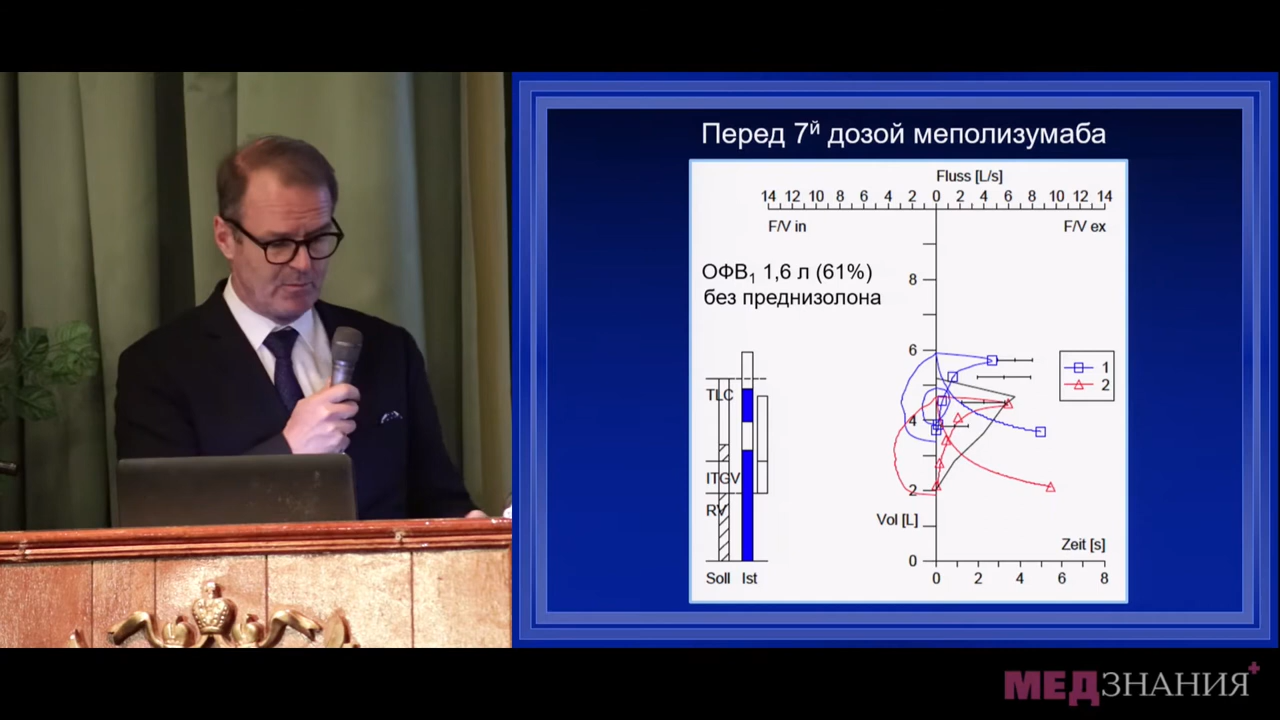 Перед 7й дозой меполизумаба
Fluss [L/s]
14 12 10 8 6 4 2 0 2 4 6 8 10 12 14
F/V in
F/V ex
ОФВ1 1,6 л (61%)
без преднизолона
8
6
4
2
0
1
2
TLC
ITGV
RV
Vol [L]
Zeit [s]
Soll Ist
0 2 4 6 8
МЕДЗНАНИЯ+